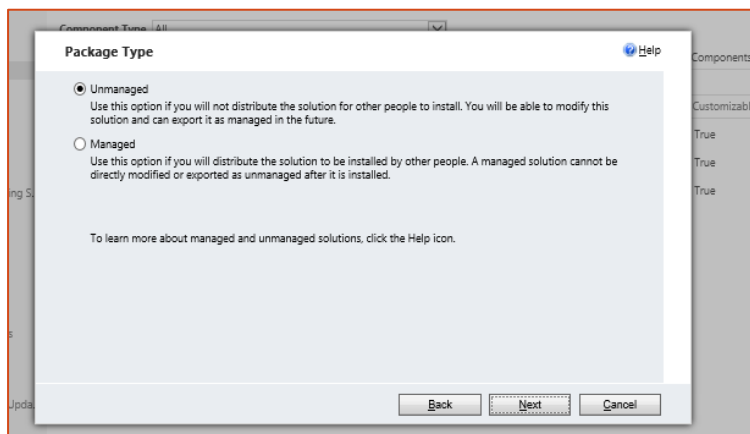 Component Type All
Package Type
Help
Components
Unmanaged
Use this option if you will not distribute the solution for other people to install. You will be able to modify this
solution and can export it as managed in the future.
Customizabl
Managed
True
Use this option if you will distribute the solution to be installed by other people. A managed solution cannot be
directly modified or exported as unmanaged after it is installed.
True
ing S.
True
To learn more about managed and unmanaged solutions, click the Help icon.
s
Upda.
Back
Next
Cancel